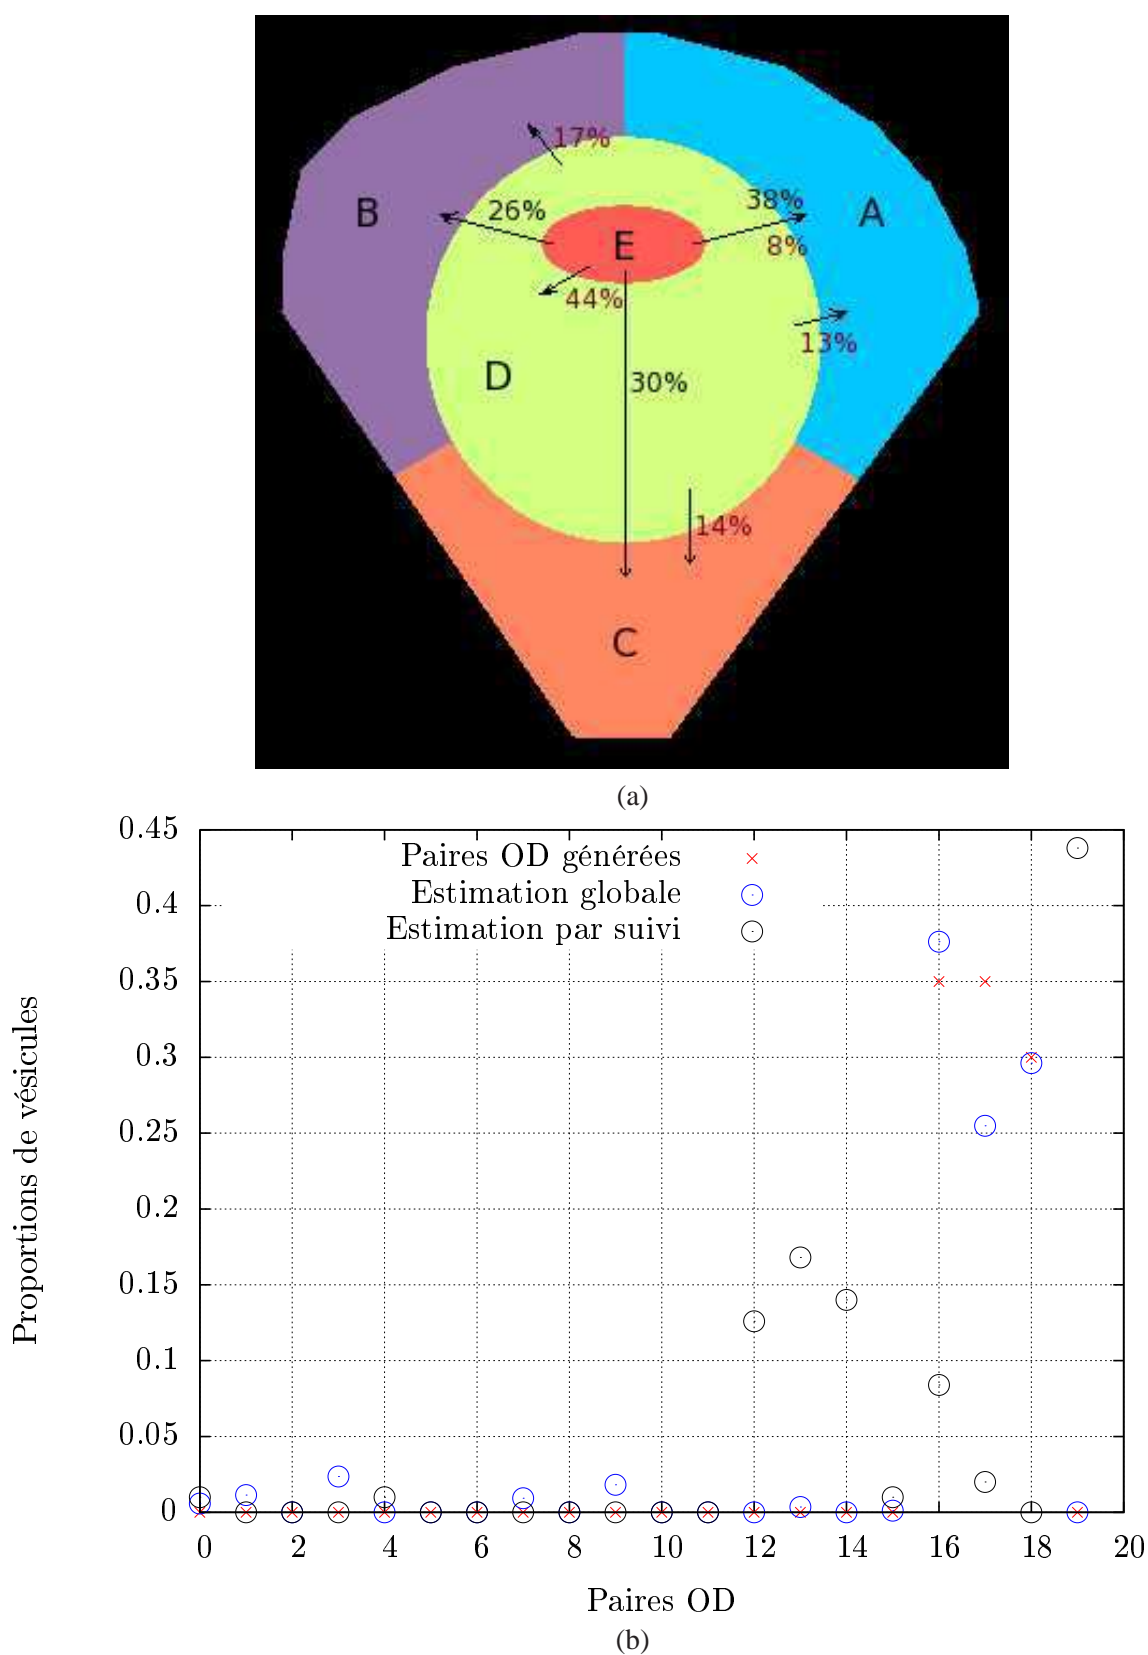 17%
38%
B
26%
A
E
8%
44%
13%
D
30%
14%
C
(a)
0.45
Paires OD générées
Estimation globale
0.4
Estimation par suivi
0.35
0.3
0.25
0.2
0.15
0.1
0.05
0
Proportions de vésicules
0 2 4 6 8 10 12 14 16 18 20
Paires OD
(b)